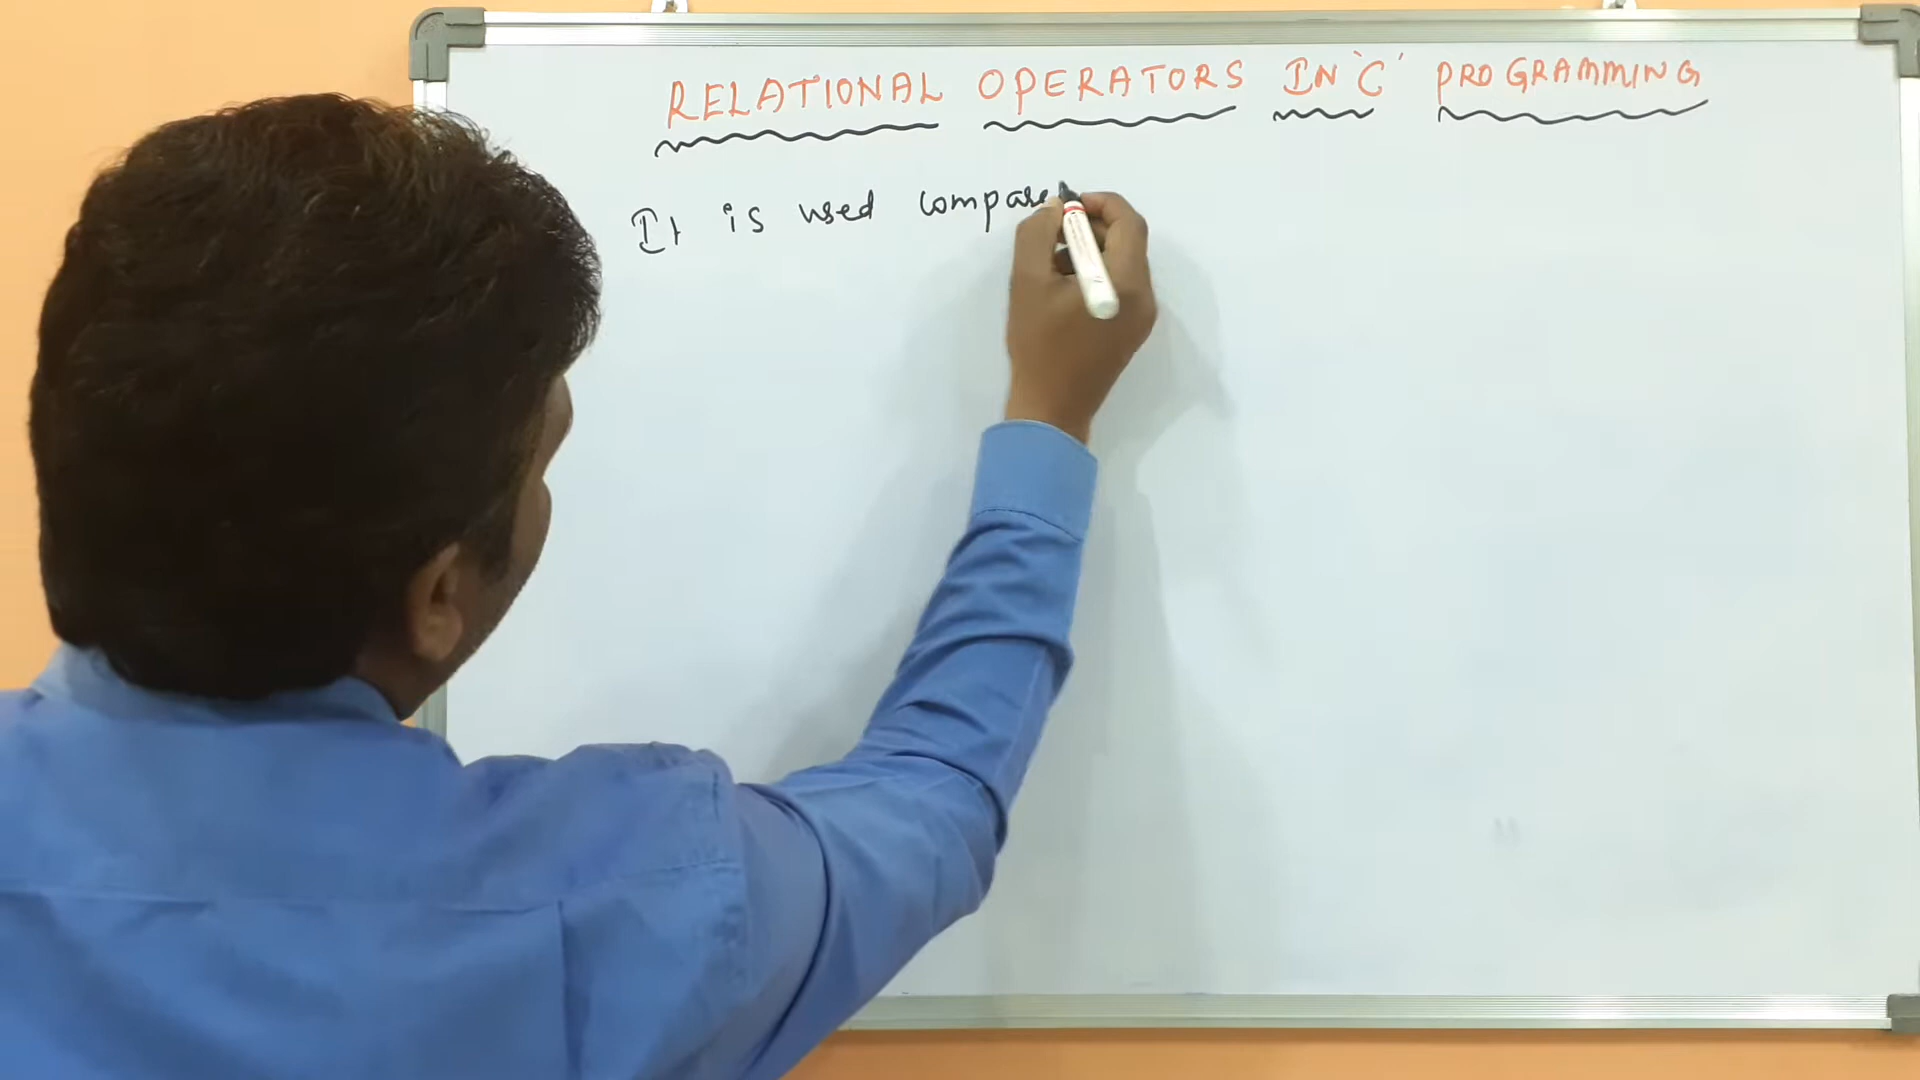 RELATIONAL OPERATORS IN 'C' PROGRAMMING
It is used compare